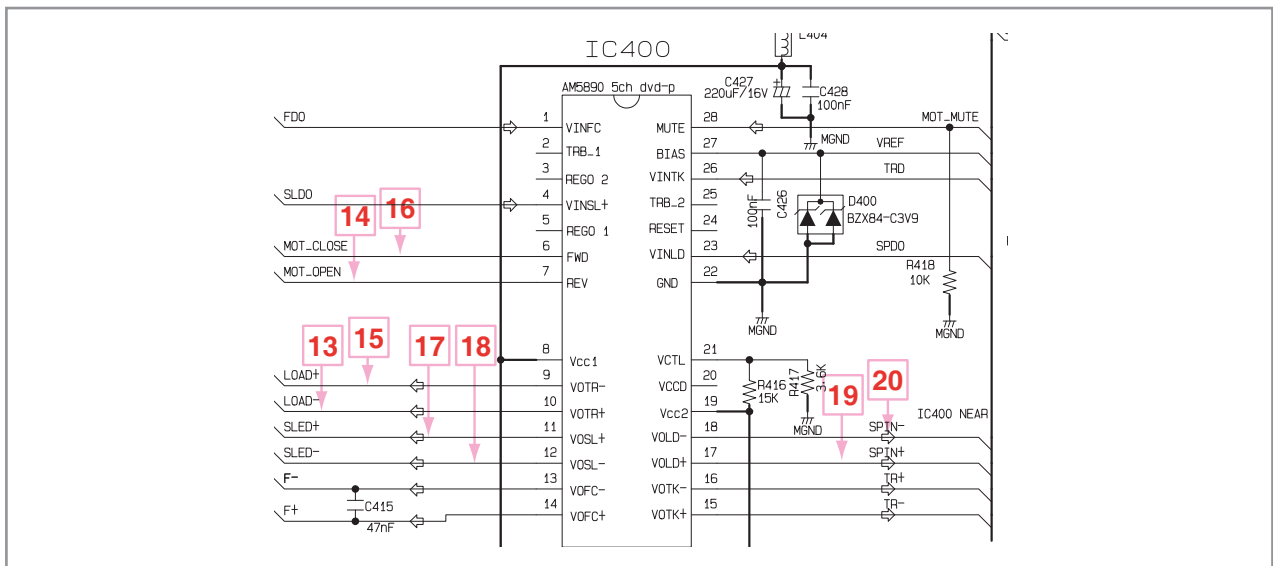 L404
IC400
AM5890 5ch dvd-p
C427
220uF/16V
C428
100nF
MGND
FDO
1
VINFC
2
TRB_1
3
REGO 2
SLDO
4
VINSL+
5
REGO 1
14
16
MOT_CLOSE
6
FWD
MOT_OPEN
7
REV
MUTE
28
MOT_MUTE
BIAS
27
VREF
VINTK
26
TRD
TRB_2
25
RESET
24
VINLD
23
SPDO
GND
22
100nF
C426
D400
BZX84-C3V9
R418
10K
MGND
MGND
13
15
17
18
8
Vcc1
LOAD+
9
VOTR-
LOAD-
10
VOTR+
SLED+
11
VOSL+
SLED-
12
VOSL-
F-
13
VOFC-
F+
14
VOFC+
C415
47nF
VCTL
21
VCCD
20
Vcc2
19
VOLD-
18
SPIN-
VOLD+
17
SPIN+
VOTK-
16
TR+
VOTK+
15
TR-
R416
15K
R417
3.6K
MGND
19
20
IC400 NEAR